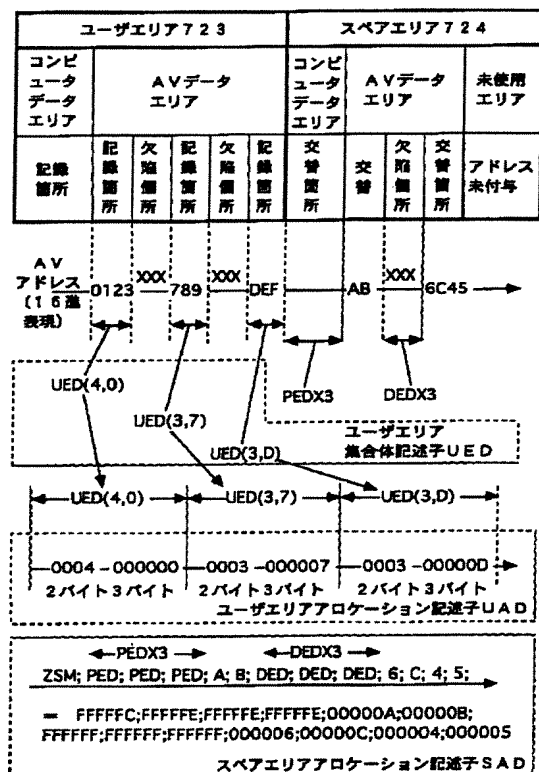 ユーザエリア723
スペアエリア724
コンピュータデータエリア
AVデータエリア
コンピュータデータエリア
AVデータエリア
未使用エリア
記録箇所
記録箇所
欠陥個所
記録箇所
欠陥個所
記録箇所
交替箇所
交替
欠陥個所
交替箇所
アドレス未付与
AVアドレス(16進表現)
0123 XXX 789 XXX DEF AB XXX 6C45
UED(4,0)
UED(3,7)
UED(3,D)
PEDX3
DEDX3
ユーザエリア
集合体記述子UED
UED(4,0) UED(3,7) UED(3,D)
0004 000000 0003 000007 0003 00000D
2バイト 3バイト 2バイト 3バイト 2バイト 3バイト
ユーザエリアアロケーション記述子UAD
PEDX3 DEDX3
ZSM; PED; PED; PED; A; B; DED; DED; DED; 6; C; 4; 5;
= FFFFFC;FFFFFE;FFFFFE;FFFFFE;00000A;00000B;
FFFFFF;FFFFFF;FFFFFF;000006;00000C;000004;000005
スペアエリアアロケーション記述子SAD